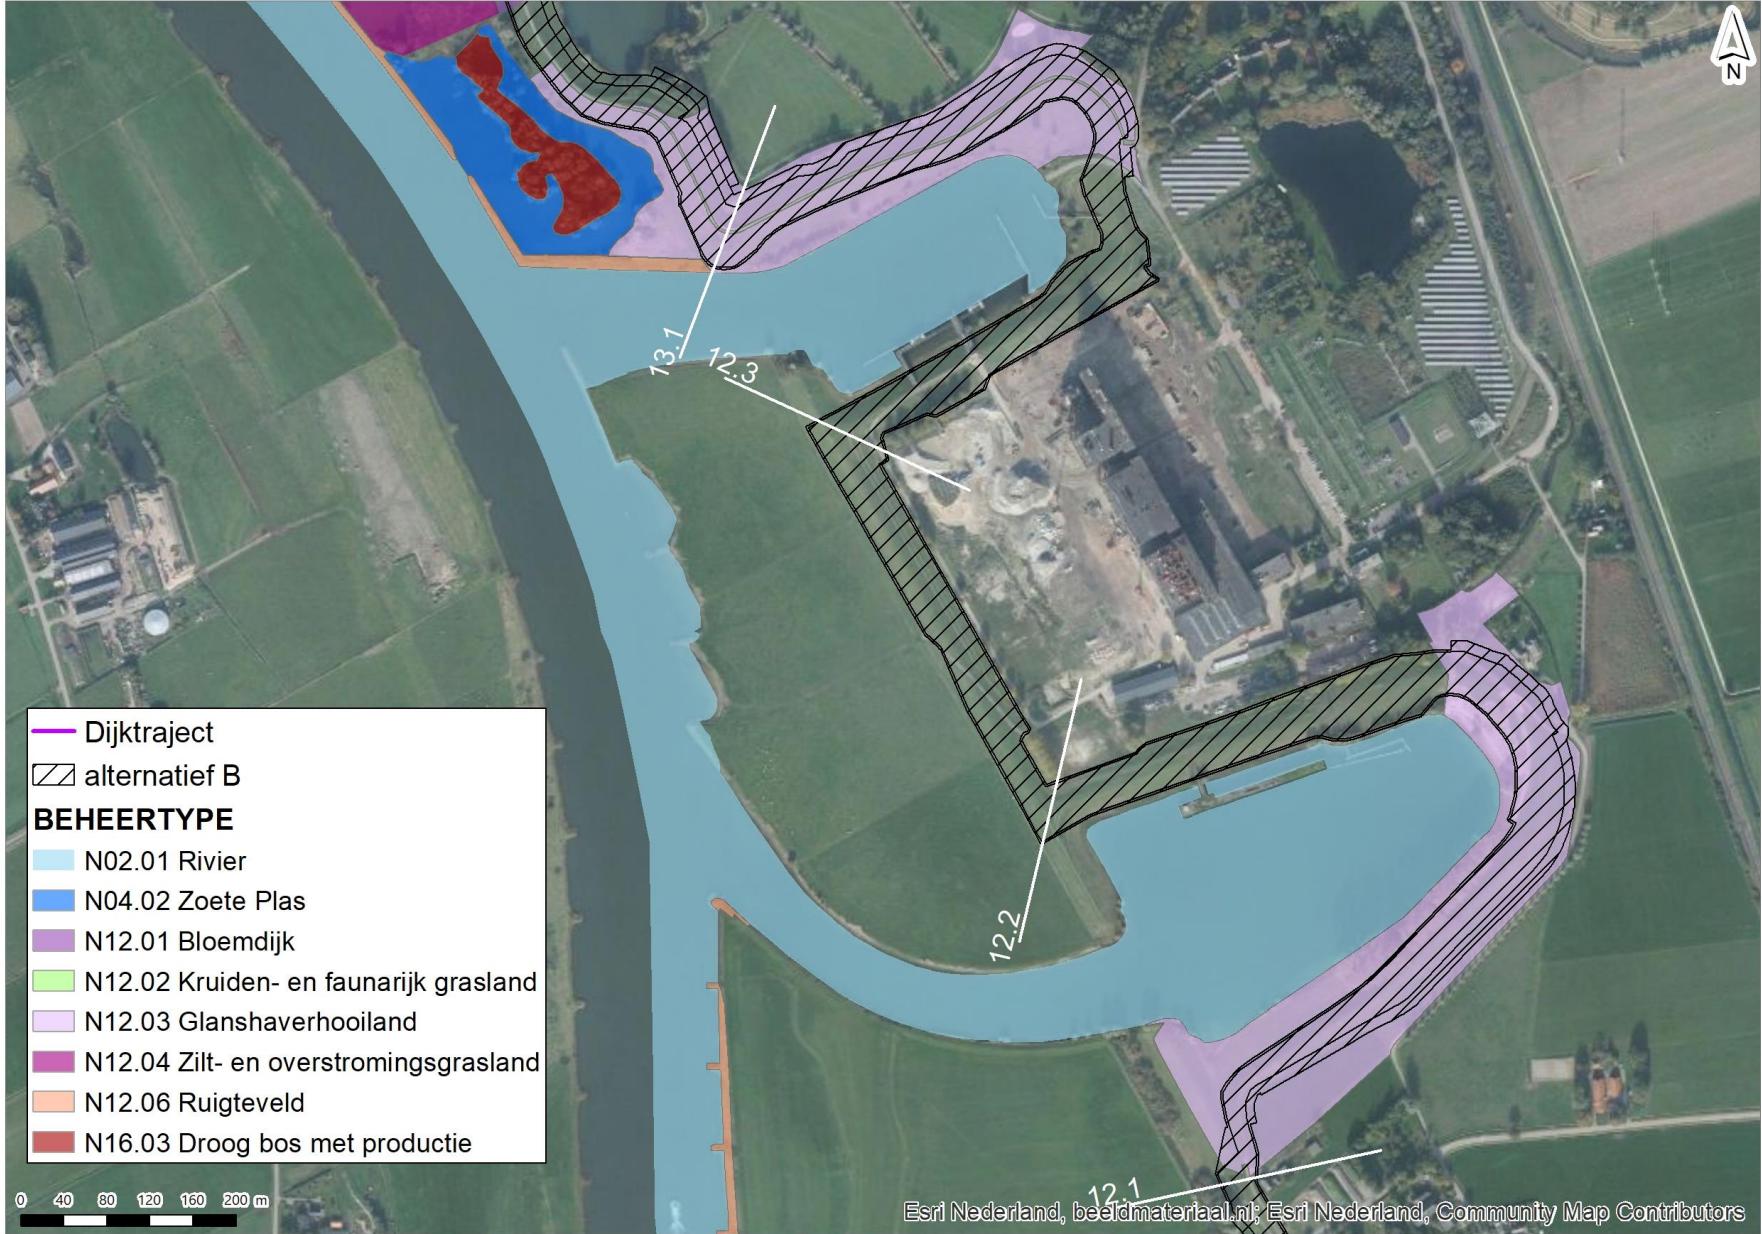 N
13.1
12.3
12.2
12.1
Dijktraject
alternatief B
BEHEERTYPE
N02.01 Rivier
N04.02 Zoete Plas
N12.01 Bloemdijk
N12.02 Kruiden- en faunarijk grasland
N12.03 Glanshaverhooiland
N12.04 Zilt- en overstromingsgrasland
N12.06 Ruigteveld
N16.03 Droog bos met productie
0 40 80 120 160 200 m
Esri Nederland, beeldmateriaal.nl; Esri Nederland, Community Map Contributors